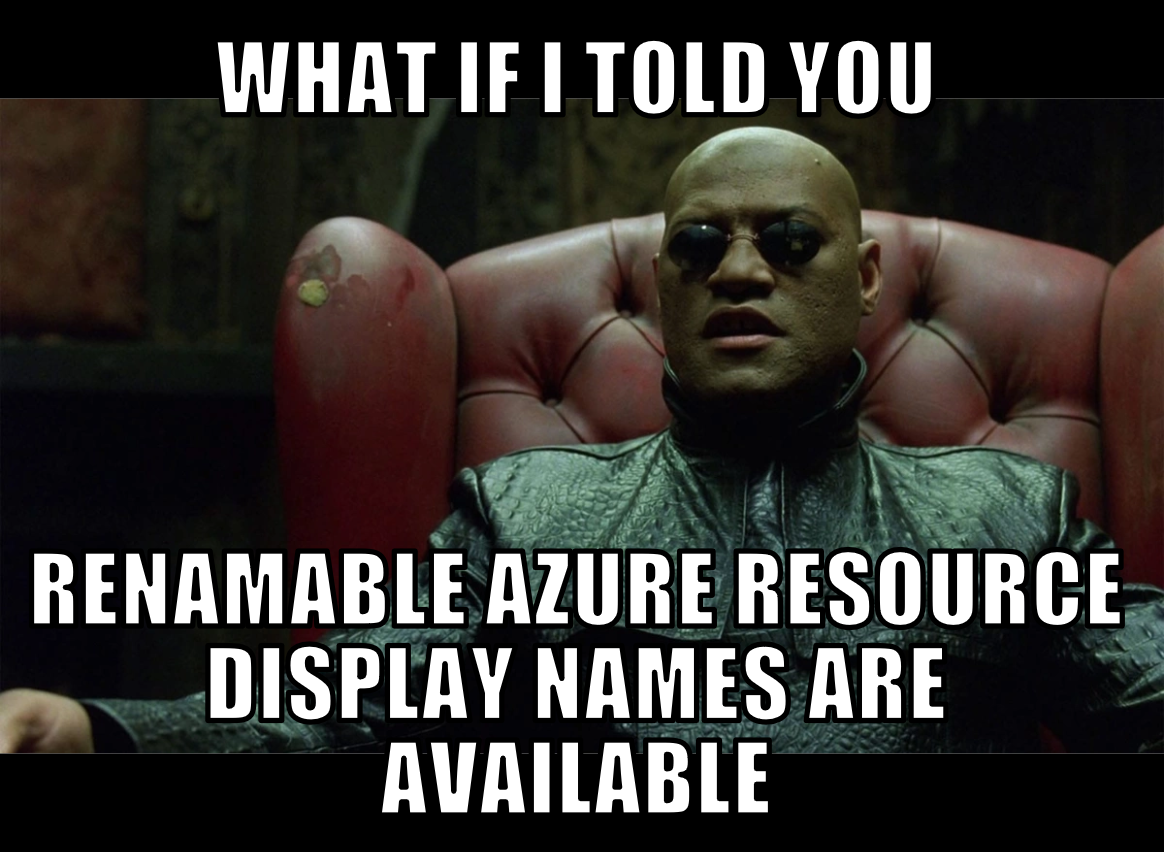 WHAT IF I TOLD YOU
RENAMABLE AZURE RESOURCE
DISPLAY NAMES ARE
AVAILABLE